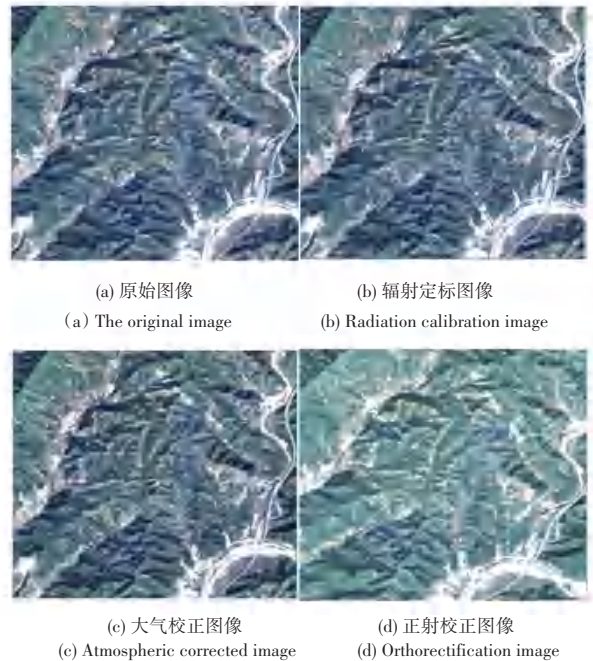 (a) 原始图像
(b) 辐射定标图像
(a) The original image
(b) Radiation calibration image
(c) 大气校正图像
(d) 正射校正图像
(c) Atmospheric corrected image
(d) Orthorectification image